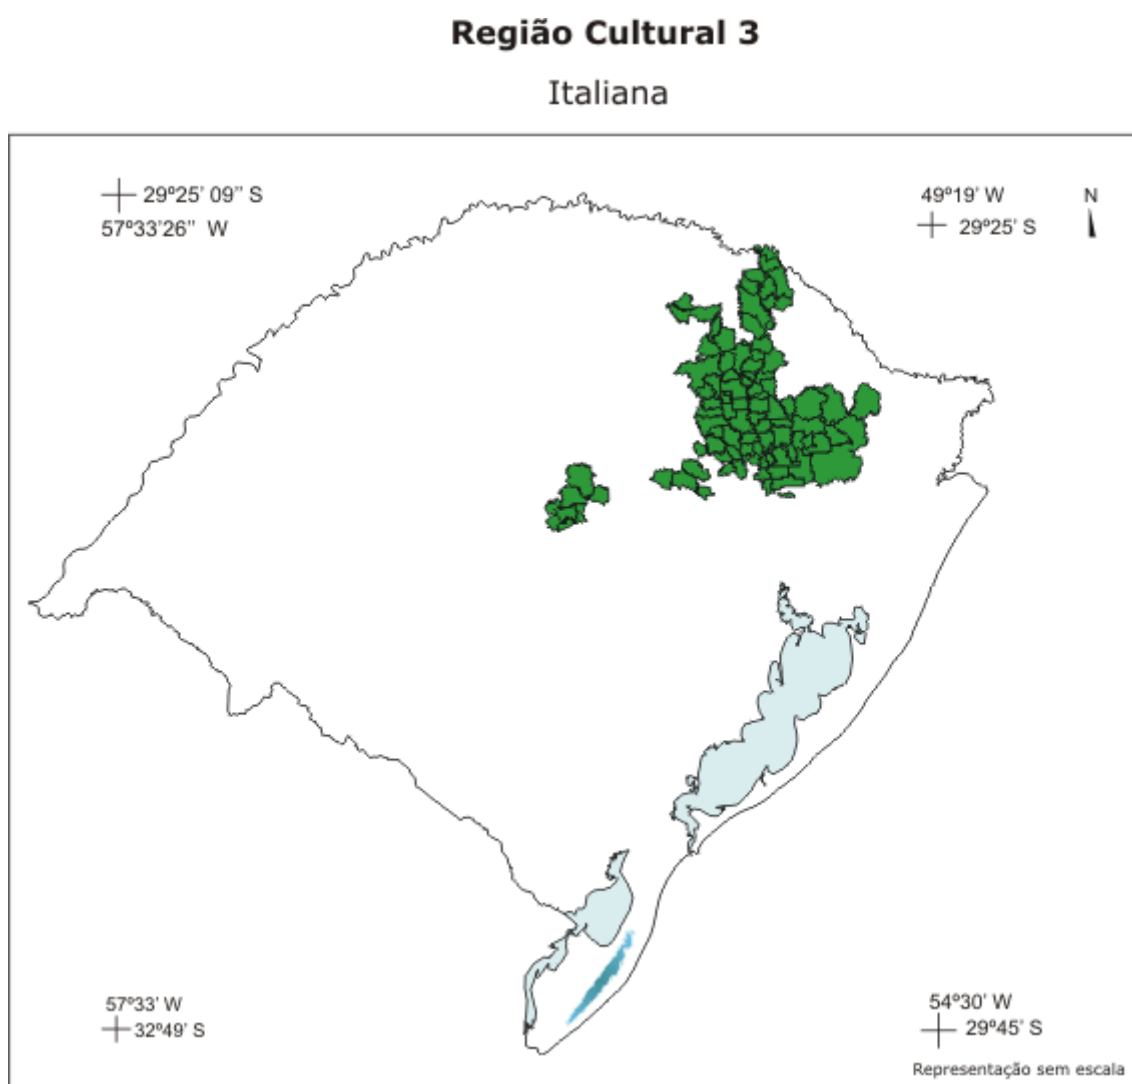 Região Cultural 3
Italiana
29º25' 09'' S
57º33'26'' W
49º19' W
29º25' S
N
57º33' W
32º49' S
54º30' W
29º45' S
Representação sem escala